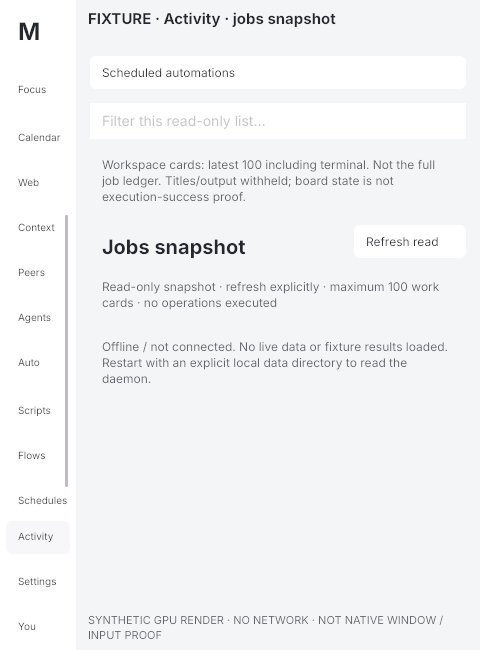 M
Focus
Calendar
Web
Context
Peers
Agents
Auto
Scripts
Flows
Schedules
Activity
Settings
You
FIXTURE · Activity · jobs snapshot
Scheduled automations
Filter this read-only list...
Workspace cards: latest 100 including terminal. Not the full
job ledger. Titles/output withheld; board state is not
execution-success proof.
Jobs snapshot
Refresh read
Read-only snapshot · refresh explicitly · maximum 100 work
cards · no operations executed
Offline / not connected. No live data or fixture results loaded.
Restart with an explicit local data directory to read the
daemon.
SYNTHETIC GPU RENDER · NO NETWORK · NOT NATIVE WINDOW /
INPUT PROOF